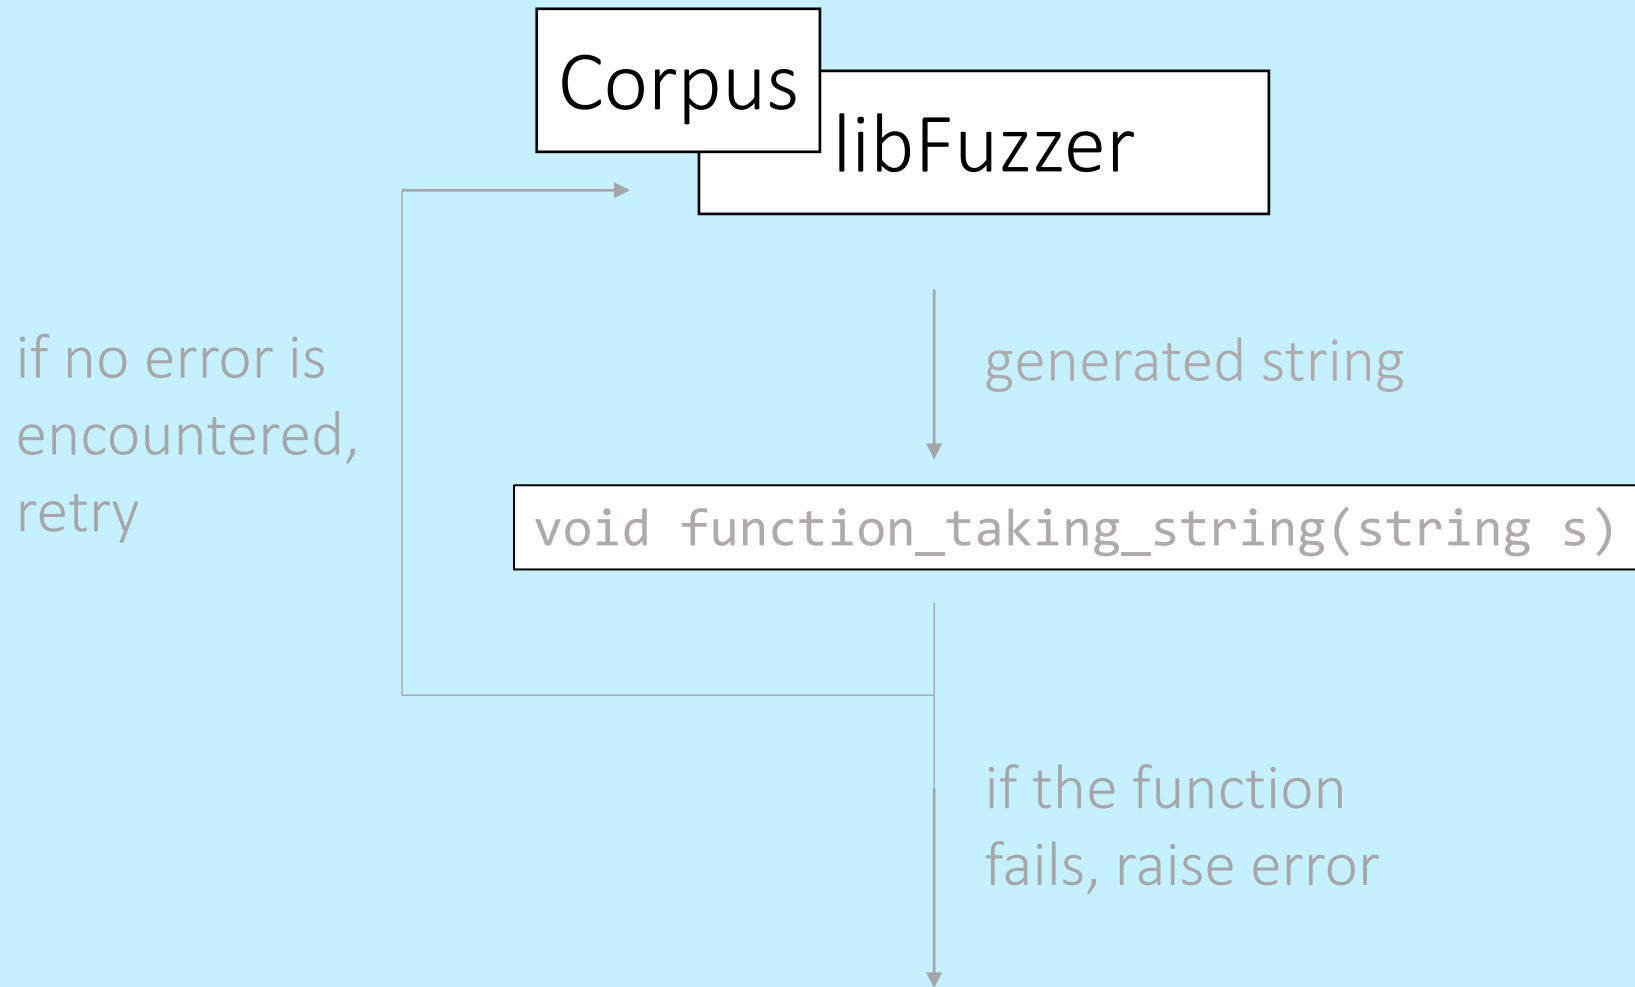 Corpus
libFuzzer
if no error is
encountered,
retry
generated string
void function_taking_string(string s)
if the function
fails, raise error